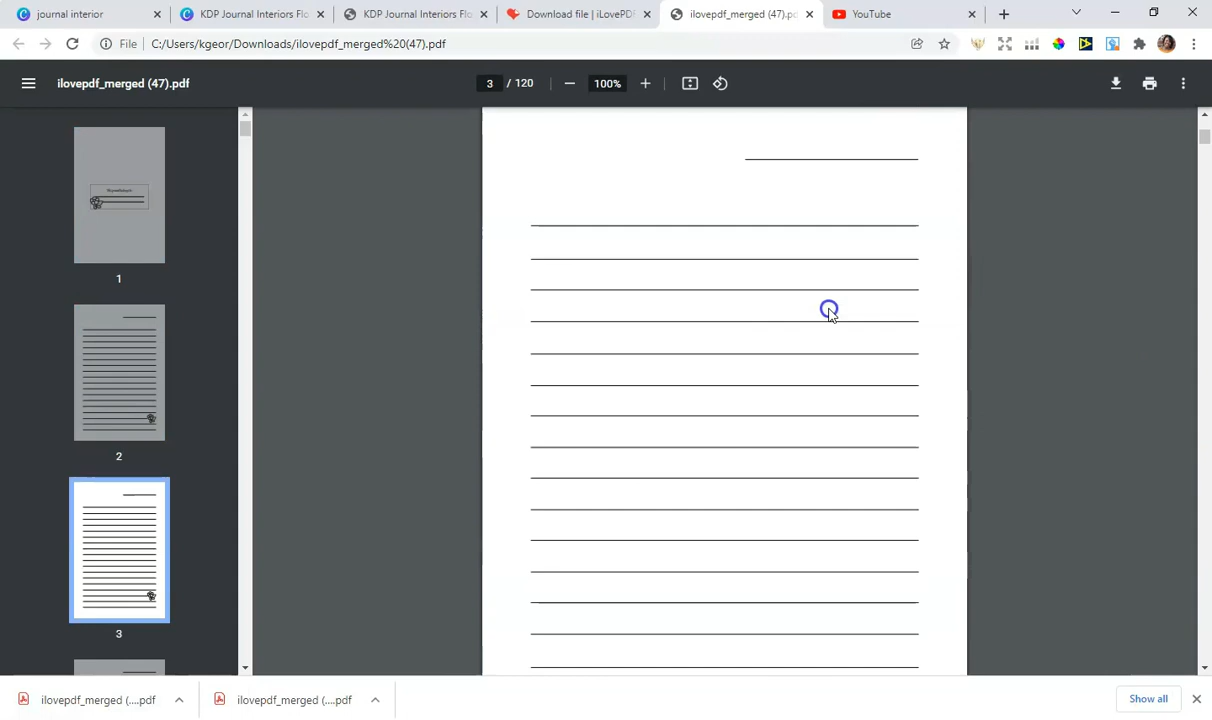 journal interior
KDP Journal Interiors Flo
KDP Journal Interiors Flo
Download file | iLovePDF
ilovepdf_merged (47).pdf
YouTube
File
C:/Users/kgeor/Downloads/ilovepdf_merged%20(47).pdf
ilovepdf_merged (47).pdf
3 / 120
100%
1
2
3
ilovepdf_merged (....pdf
ilovepdf_merged (....pdf
Show all